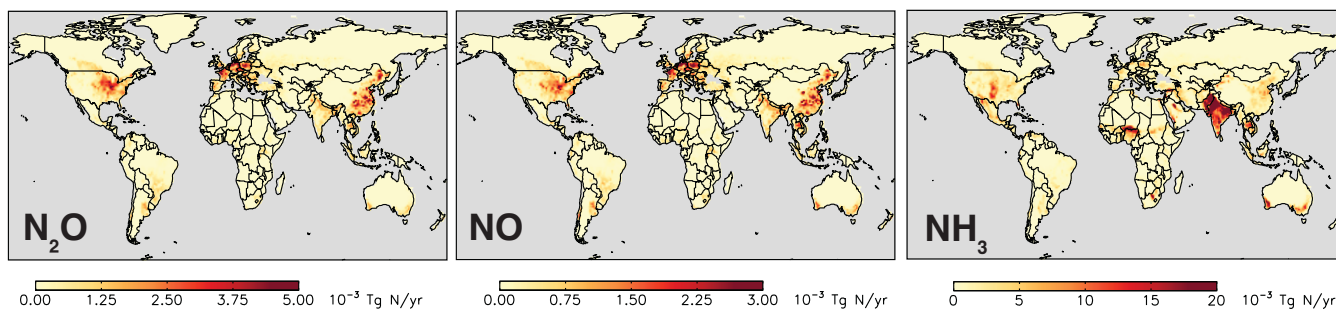 N₂O
NO
NH₃
0.00 1.25 2.50 3.75 5.00 10⁻³ Tg N/yr
0.00 0.75 1.50 2.25 3.00 10⁻³ Tg N/yr
0 5 10 15 20 10⁻³ Tg N/yr